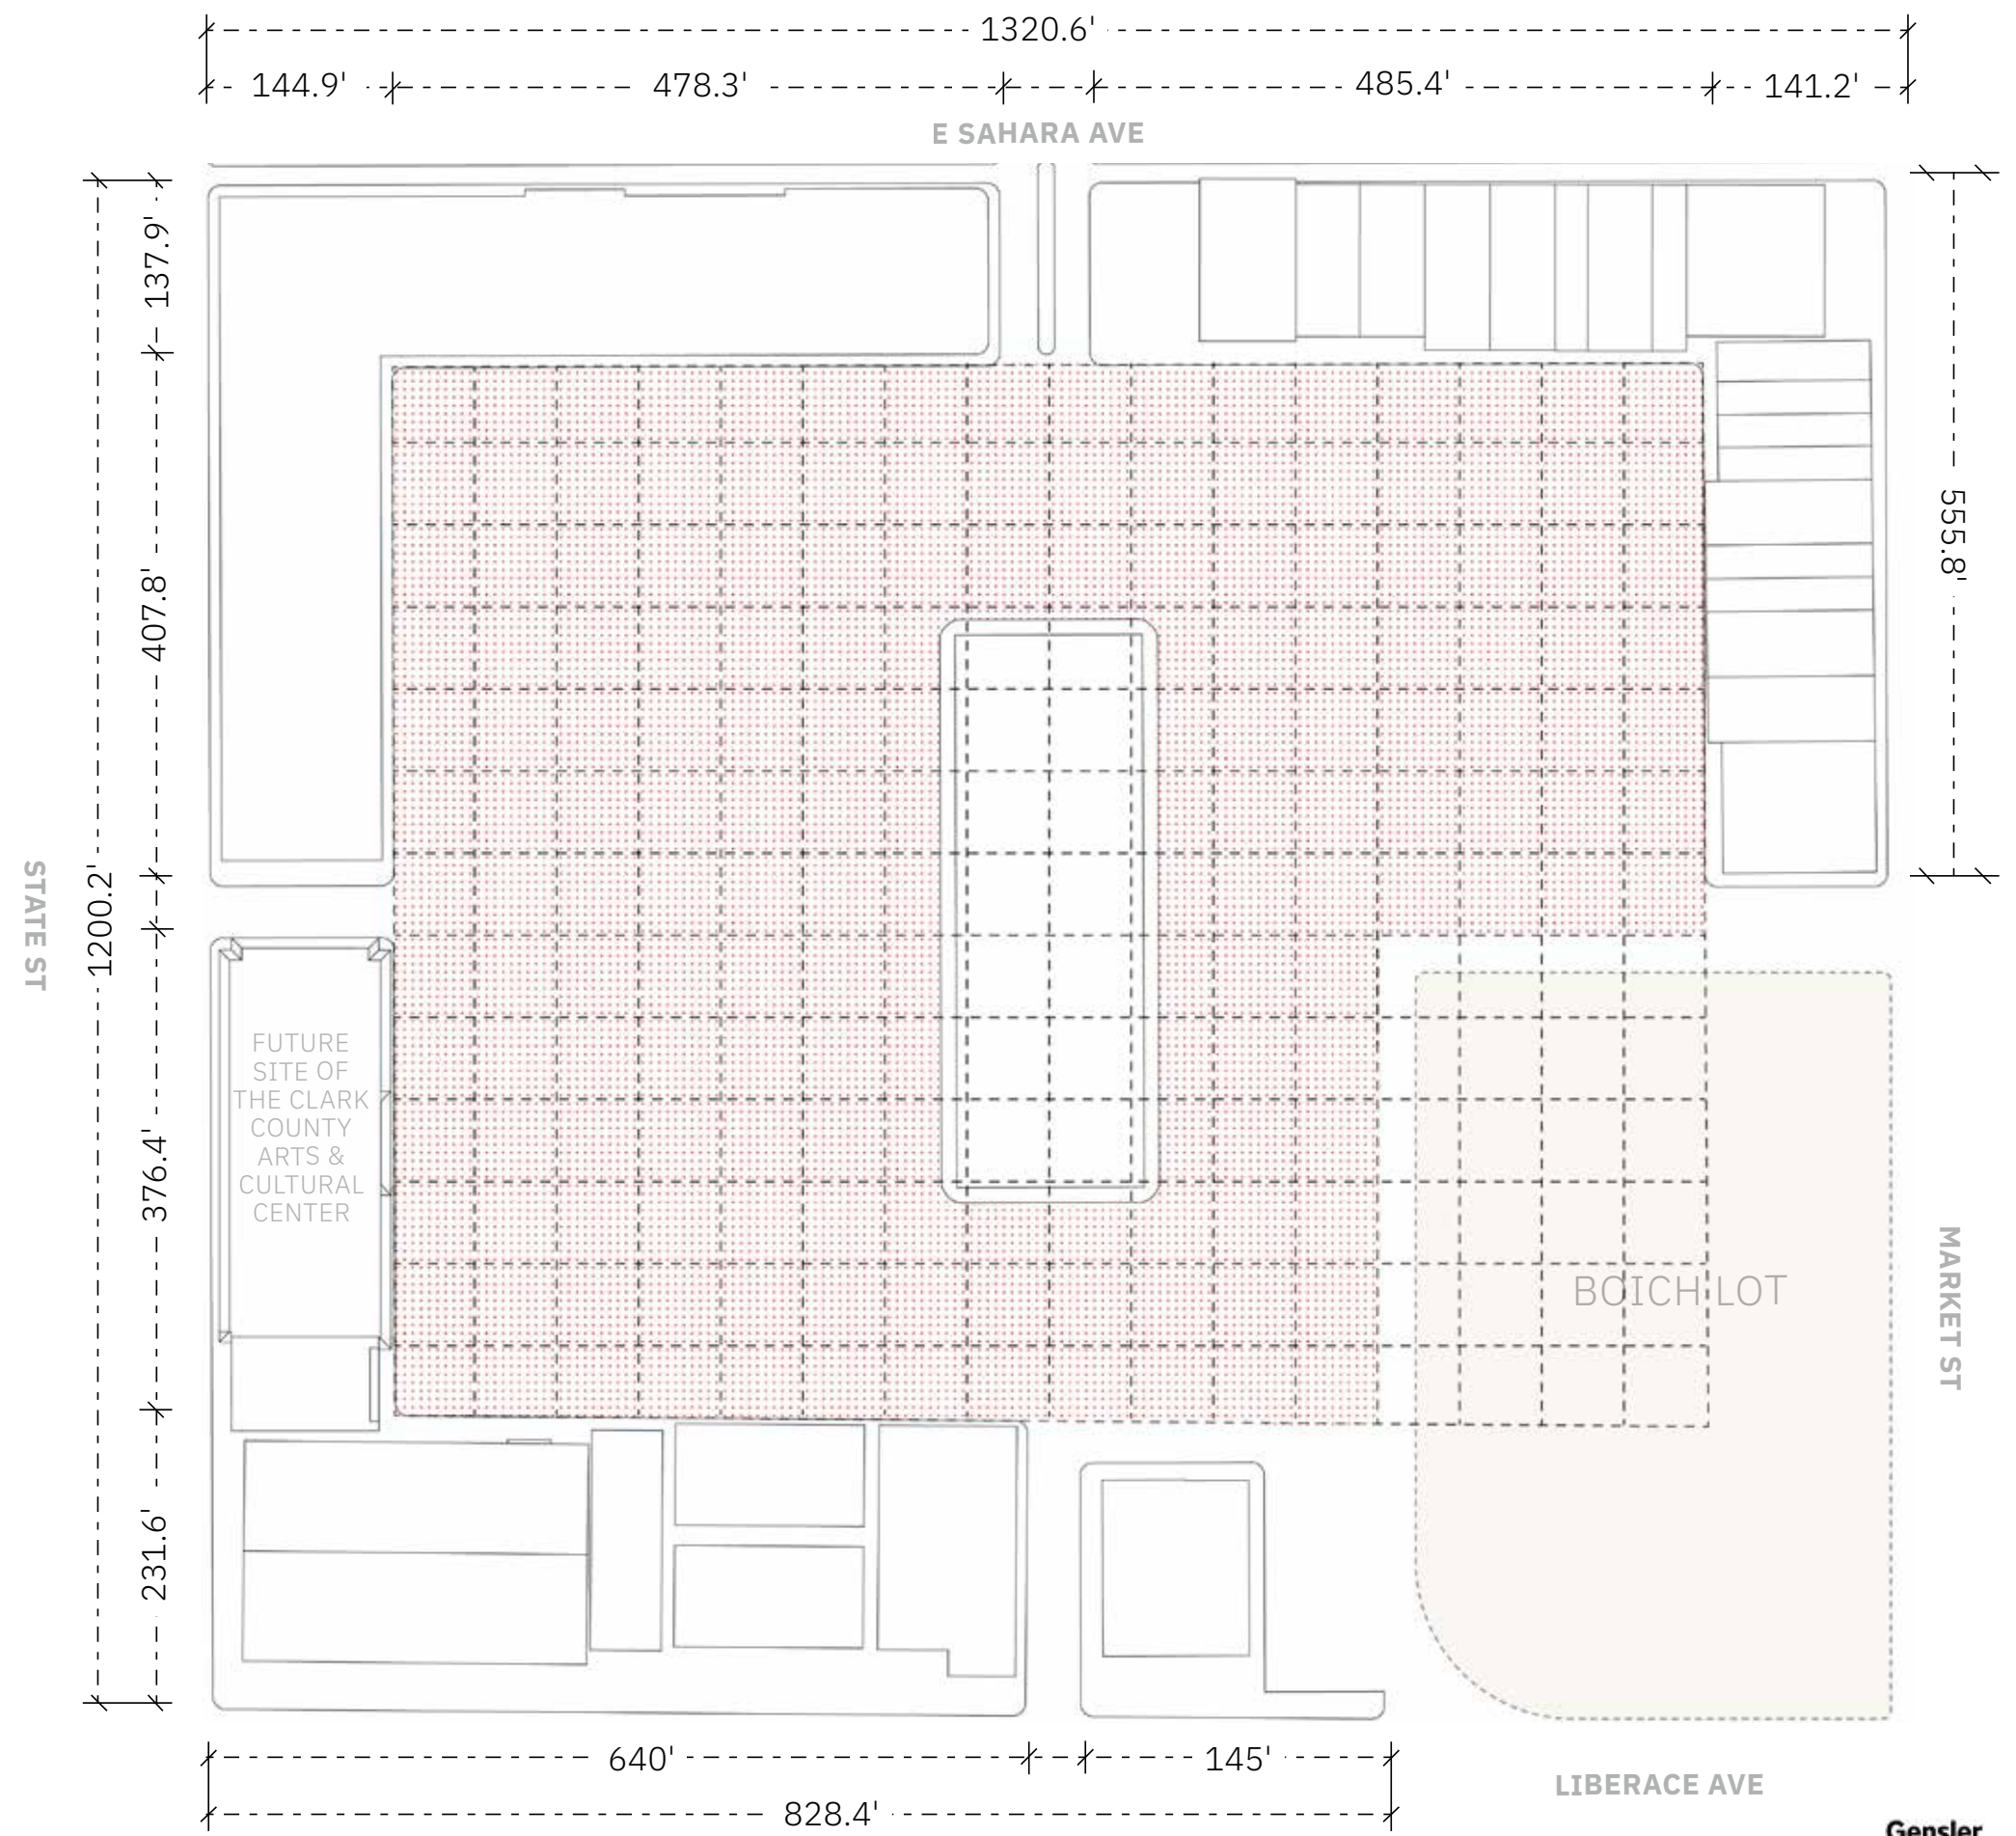 1320.6'
144.9'
478.3'
485.4'
141.2'
E SAHARA AVE
137.9'
407.8'
555.8'
STATE ST
1200.2'
FUTURE
SITE OF
THE CLARK
COUNTY
ARTS &
CULTURAL
CENTER
376.4'
BOICH LOT
MARKET ST
231.6'
640'
145'
LIBERACE AVE
828.4'
Gensler